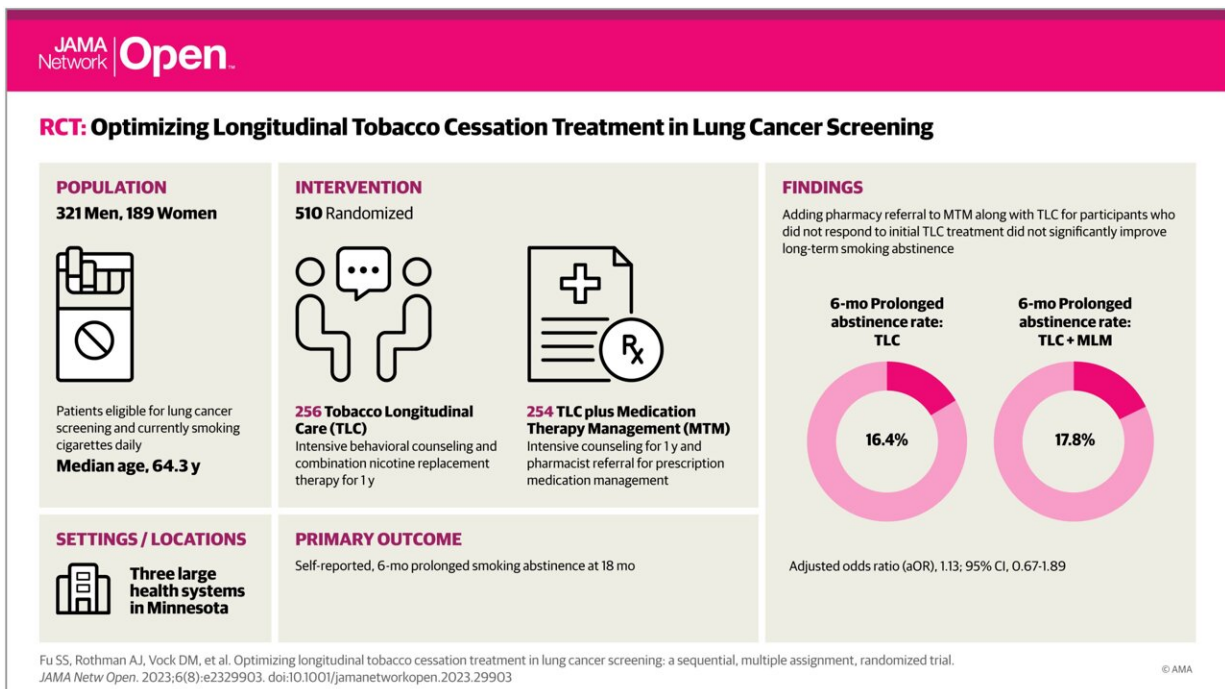 JAMA
Network
Open™
RCT: Optimizing Longitudinal Tobacco Cessation Treatment in Lung Cancer Screening
POPULATION
321 Men, 189 Women
Patients eligible for lung cancer
screening and currently smoking
cigarettes daily
Median age, 64.3 y
INTERVENTION
510 Randomized
256 Tobacco Longitudinal
Care (TLC)
Intensive behavioral counseling and
combination nicotine replacement
therapy for 1 y
Rx
254 TLC plus Medication
Therapy Management (MTM)
Intensive counseling for 1 y and
pharmacist referral for prescription
medication management
FINDINGS
Adding pharmacy referral to MTM along with TLC for participants who
did not respond to initial TLC treatment did not significantly improve
long-term smoking abstinence
6-mo Prolonged
abstinence rate:
TLC
16.4%
6-mo Prolonged
abstinence rate:
TLC + MLM
17.8%
Adjusted odds ratio (aOR), 1.13; 95% CI, 0.67-1.89
SETTINGS / LOCATIONS
Three large
health systems
in Minnesota
PRIMARY OUTCOME
Self-reported, 6-mo prolonged smoking abstinence at 18 mo
Fu SS, Rothman AJ, Vock DM, et al. Optimizing longitudinal tobacco cessation treatment in lung cancer screening: a sequential, multiple assignment, randomized trial.
JAMA Netw Open. 2023;6(8):e2329903. doi:10.1001/jamanetworkopen.2023.29903
© AMA